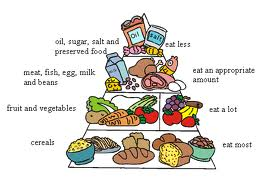 oil, sugar, salt and
preserved food
Oil
Salt
eat less
meat, fish, egg, milk
and beans
eat an appropriate
amount
fruit and vegetables
eat a lot
cereals
eat most